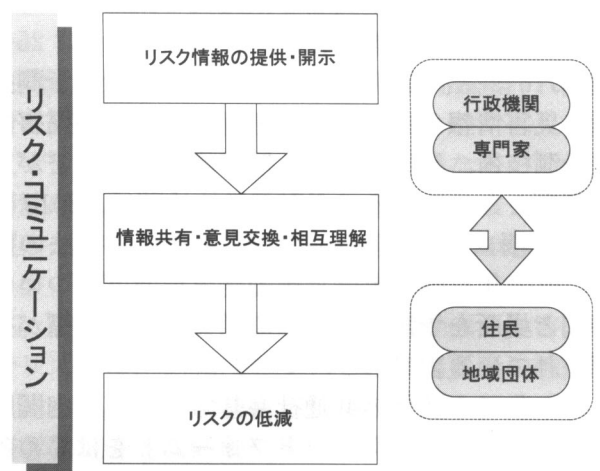 リスク・コミュニケーション
リスク情報の提供・開示
情報共有・意見交換・相互理解
リスクの低減
行政機関
専門家
住民
地域団体